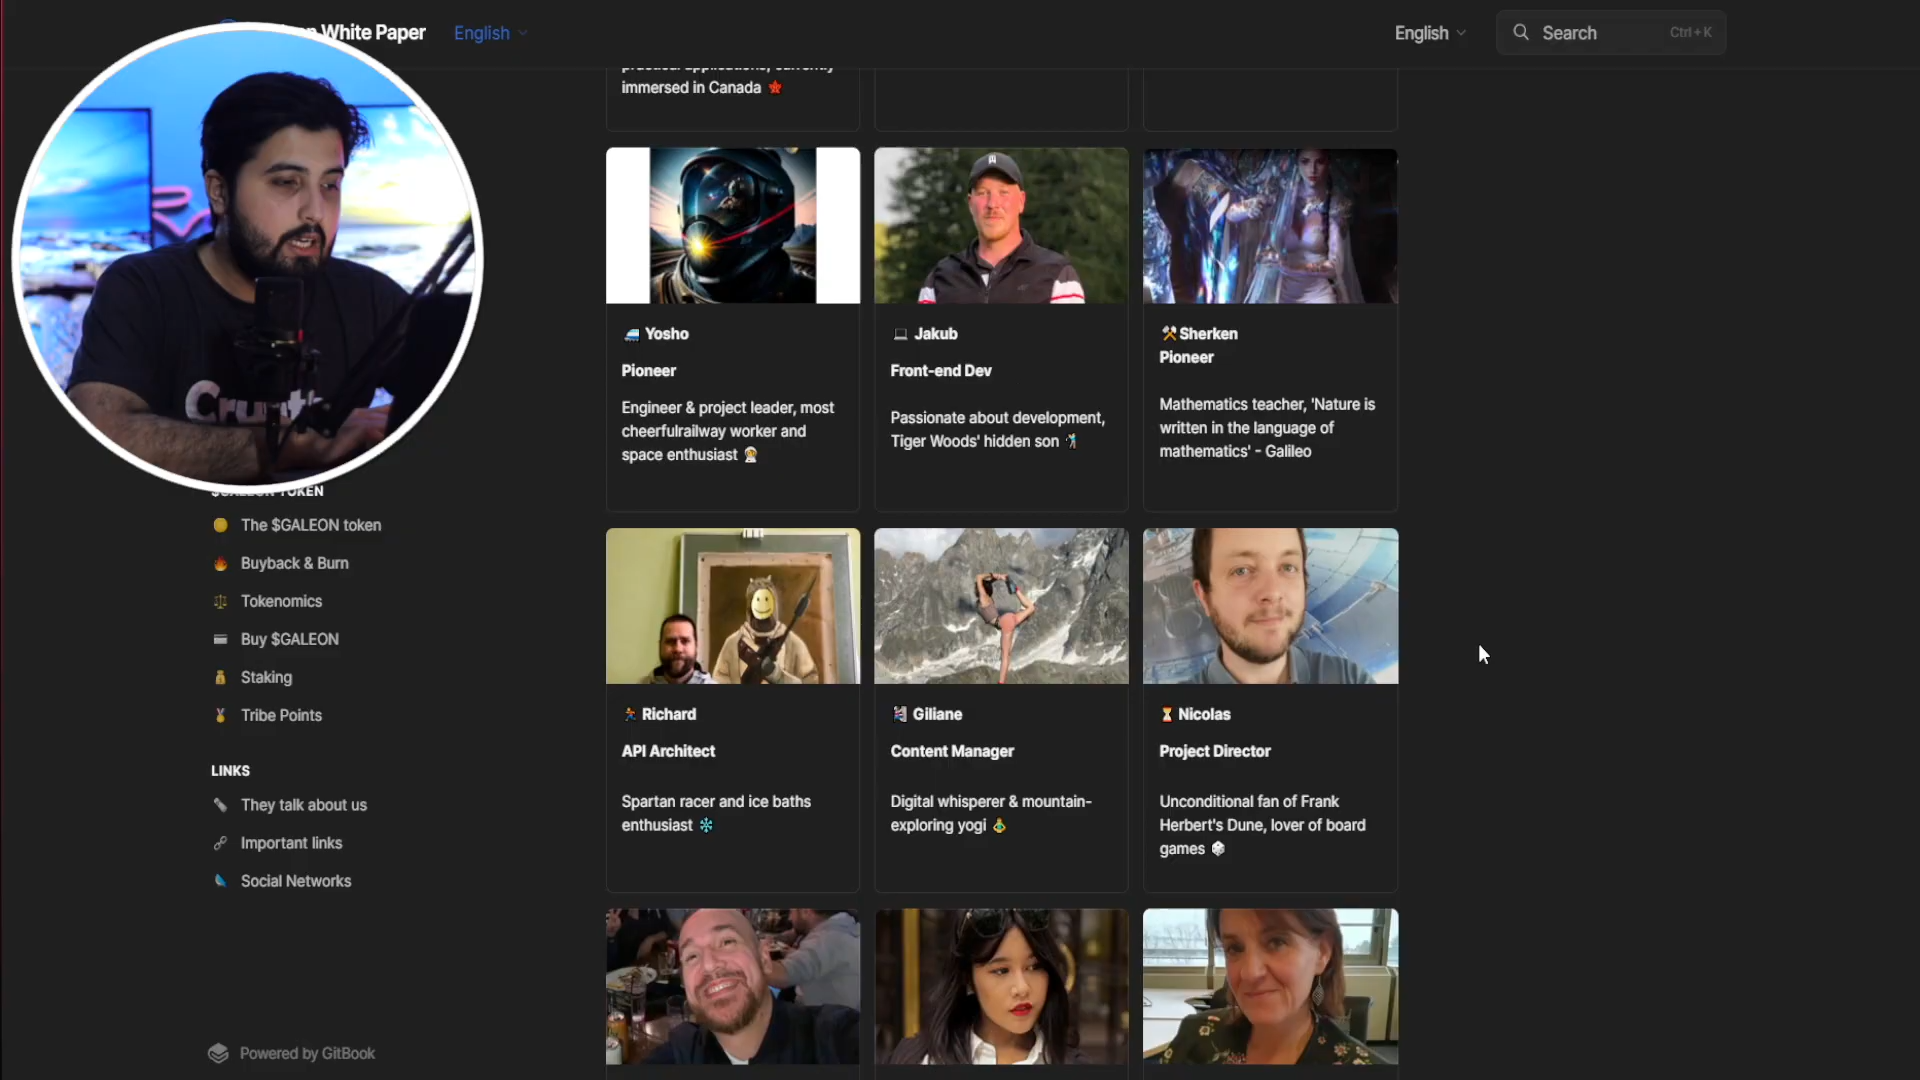 White Paper
English
English
Search
Ctrl + K
immersed in Canada
Yosho
Pioneer
Engineer & project leader, most
cheerfulrailway worker and
space enthusiast
Jakub
Front-end Dev
Passionate about development,
Tiger Woods' hidden son
Sherken
Pioneer
Mathematics teacher, 'Nature is
written in the language of
mathematics' - Galileo
TOKEN
The $GALEON token
Buyback & Burn
Tokenomics
Buy $GALEON
Staking
Tribe Points
LINKS
They talk about us
Important links
Social Networks
Richard
API Architect
Spartan racer and ice baths
enthusiast
Giliane
Content Manager
Digital whisperer & mountain-
exploring yogi
Nicolas
Project Director
Unconditional fan of Frank
Herbert's Dune, lover of board
games
Powered by GitBook